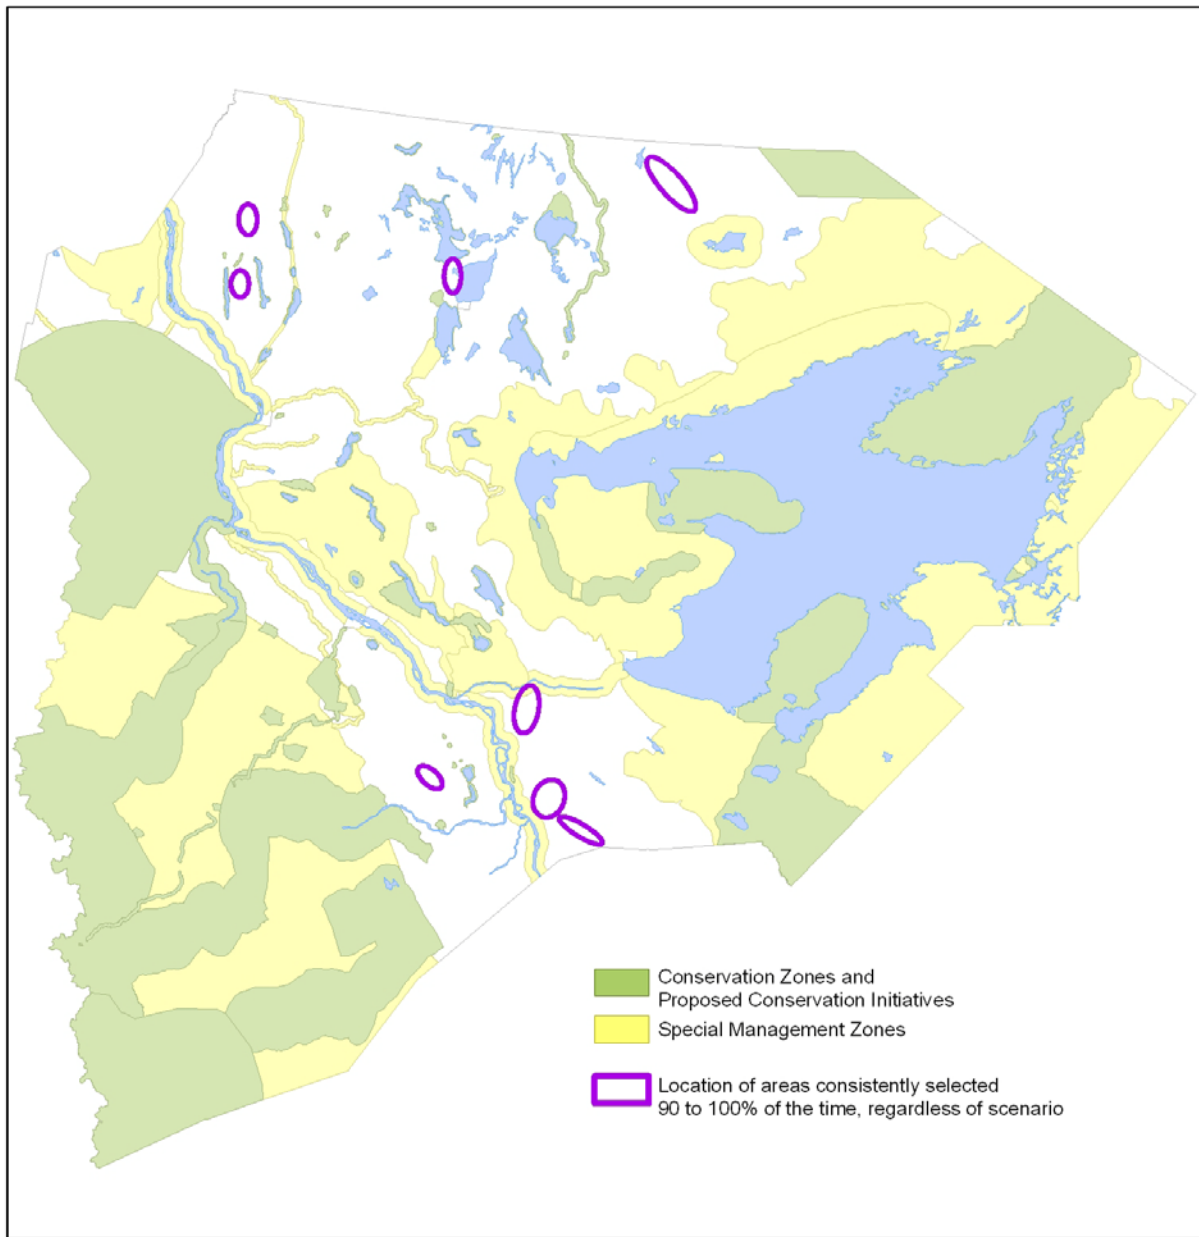 Conservation Zones and
Proposed Conservation Initiatives
Special Management Zones
Location of areas consistently selected
90 to 100% of the time, regardless of scenario